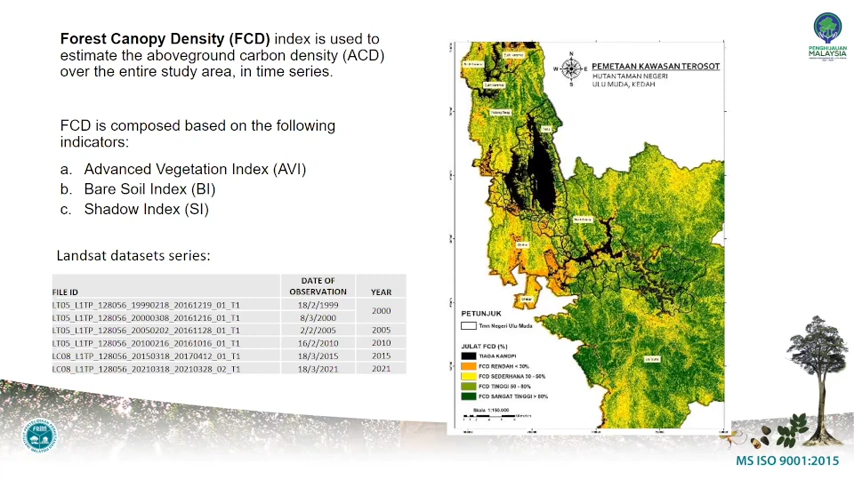 Forest Canopy Density (FCD) index is used to
estimate the aboveground carbon density (ACD)
over the entire study area, in time series.
FCD is composed based on the following
indicators:
a. Advanced Vegetation Index (AVI)
b. Bare Soil Index (BI)
c. Shadow Index (SI)
Landsat datasets series:
FILE ID DATE OF OBSERVATION YEAR
LT05_L1TP_128056_19990218_20161219_01_T1 18/2/1999
2000
LT05_L1TP_128056_20000308_20161216_01_T1 8/3/2000
LT05_L1TP_128056_20050202_20161128_01_T1 2/2/2005 2005
LT05_L1TP_128056_20100216_20161016_01_T1 16/2/2010 2010
LC08_L1TP_128056_20150318_20170412_01_T1 18/3/2015 2015
LC08_L1TP_128056_20210318_20210328_02_T1 18/3/2021 2021
N
W E
S
PEMETAAN KAWASAN TEROSOT
HUTAN TAMAN NEGERI
ULU MUDA, KEDAH
PETUNJUK
Tmn Negeri Ulu Muda
JULAT FCD (%)
TIADA KANOPI
FCD RENDAH < 30%
FCD SEDERHANA 30 - 50%
FCD TINGGI 50 - 80%
FCD SANGAT TINGGI > 80%
Skala 1:150,000
PENGHIJAUAN
MALAYSIA
MS ISO 9001:2015